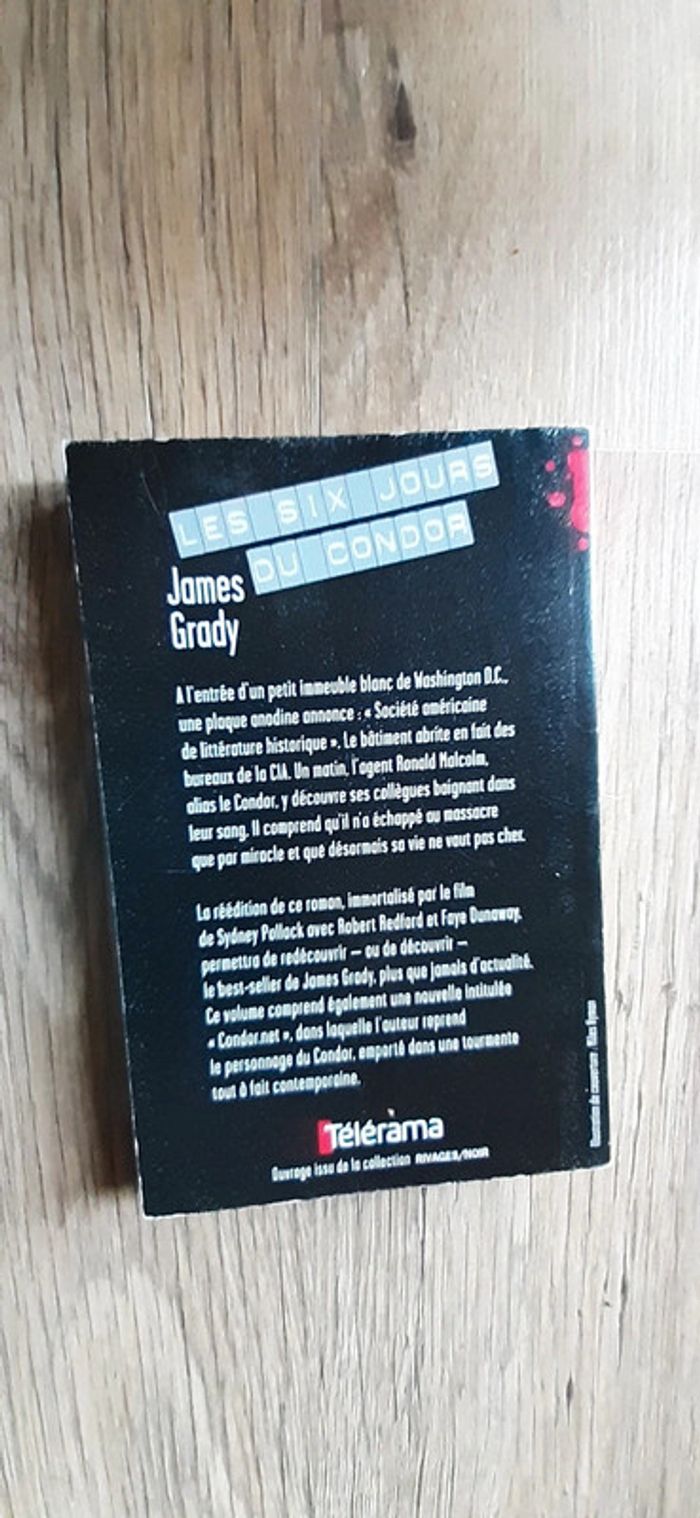 LES SIX JOURS
DU CONDOR
James
Grady
A l'entrée d'un petit immeuble blanc de Washington D.C.,
une plaque anodine annonce : « Société américaine
de littérature historique ». Le bâtiment abrite en fait des
bureaux de la CIA. Un matin, l'agent Ronald Malcolm,
alias le Condor, y découvre ses collègues baignant dans
leur sang. Il comprend qu'il n'a échappé au massacre
que par miracle et que désormais sa vie ne vaut pas cher.
La réédition de ce roman, immortalisé par le film
de Sydney Pollack avec Robert Redford et Faye Dunaway,
permettra de redécouvrir — ou de découvrir —
le best-seller de James Grady, plus que jamais d'actualité.
Ce volume comprend également une nouvelle intitulée
« Condor.net », dans laquelle l'auteur reprend
le personnage du Condor, emporté dans une tourmente
tout à fait contemporaine.
Télérama
Ouvrage issu de la collection RIVAGES/NOIR
Illustration de couverture : Miles Hyman